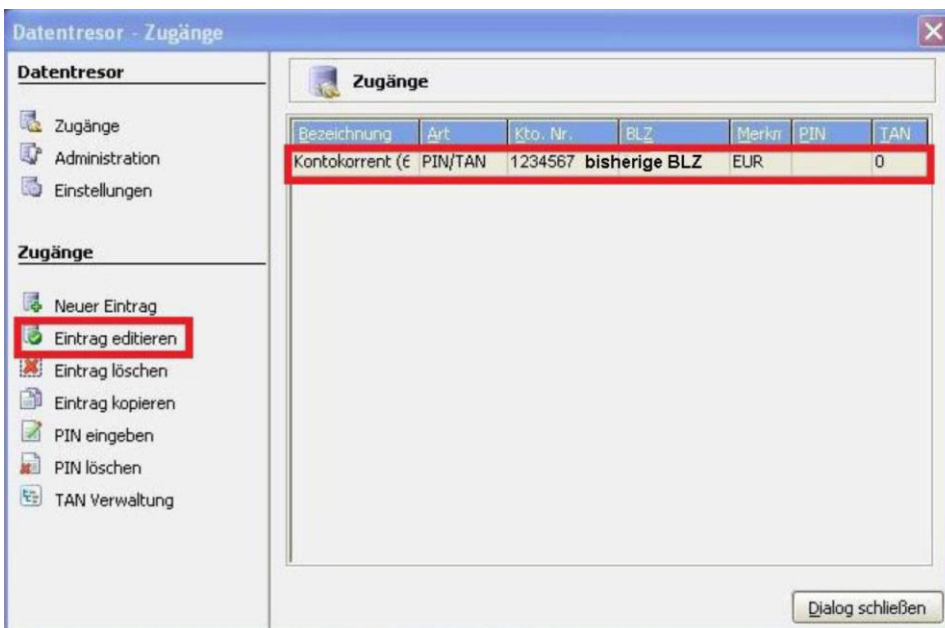 Datentresor - Zugänge
Datentresor
Zugänge
Administration
Einstellungen
Zugänge
Neuer Eintrag
Eintrag editieren
Eintrag löschen
Eintrag kopieren
PIN eingeben
PIN löschen
TAN Verwaltung
Zugänge
Bezeichnung Art Kto. Nr. BLZ Merkm PIN TAN
Kontokorrent (6 PIN/TAN 1234567 bisherige BLZ EUR 0
Dialog schließen